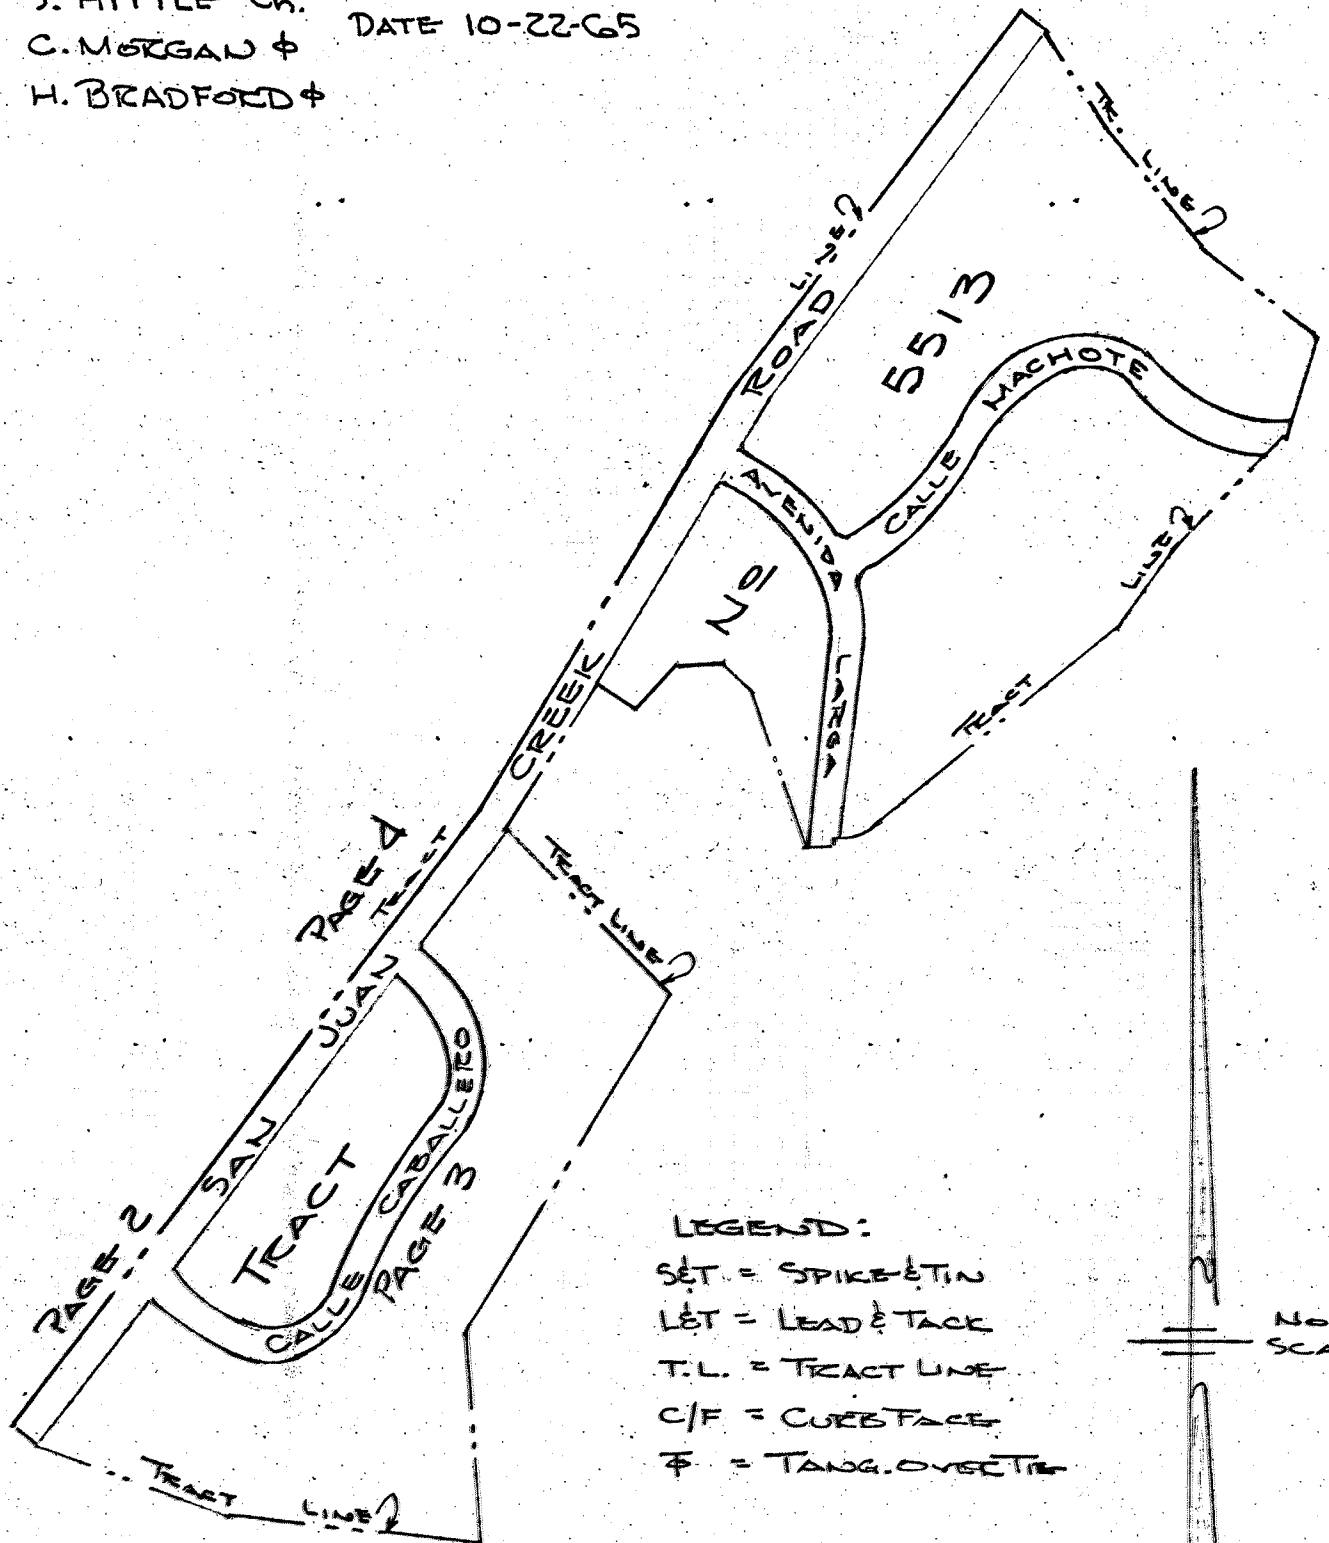 C. MORGAN ϕ
H. BRADFORD ϕ
DATE 10-22-65
TR. LINE
LINE
ROAD
5513
CALLE MACHOTE
AVENIDA LARGA
Nº
LINE
TRACT
CREEK
PAGE 4
TRACT
TRACT LINE
JUAN
SAN
TRACT
CALLE CABALLERO
PAGE 3
PAGE 2
TRACT LINE
LEGEND:
S&T = SPIKE & TIN
L&T = LEAD & TACK
T.L. = TRACT LINE
C/F = CURB FACE
= TANG. OVER TIE
NO
SCA